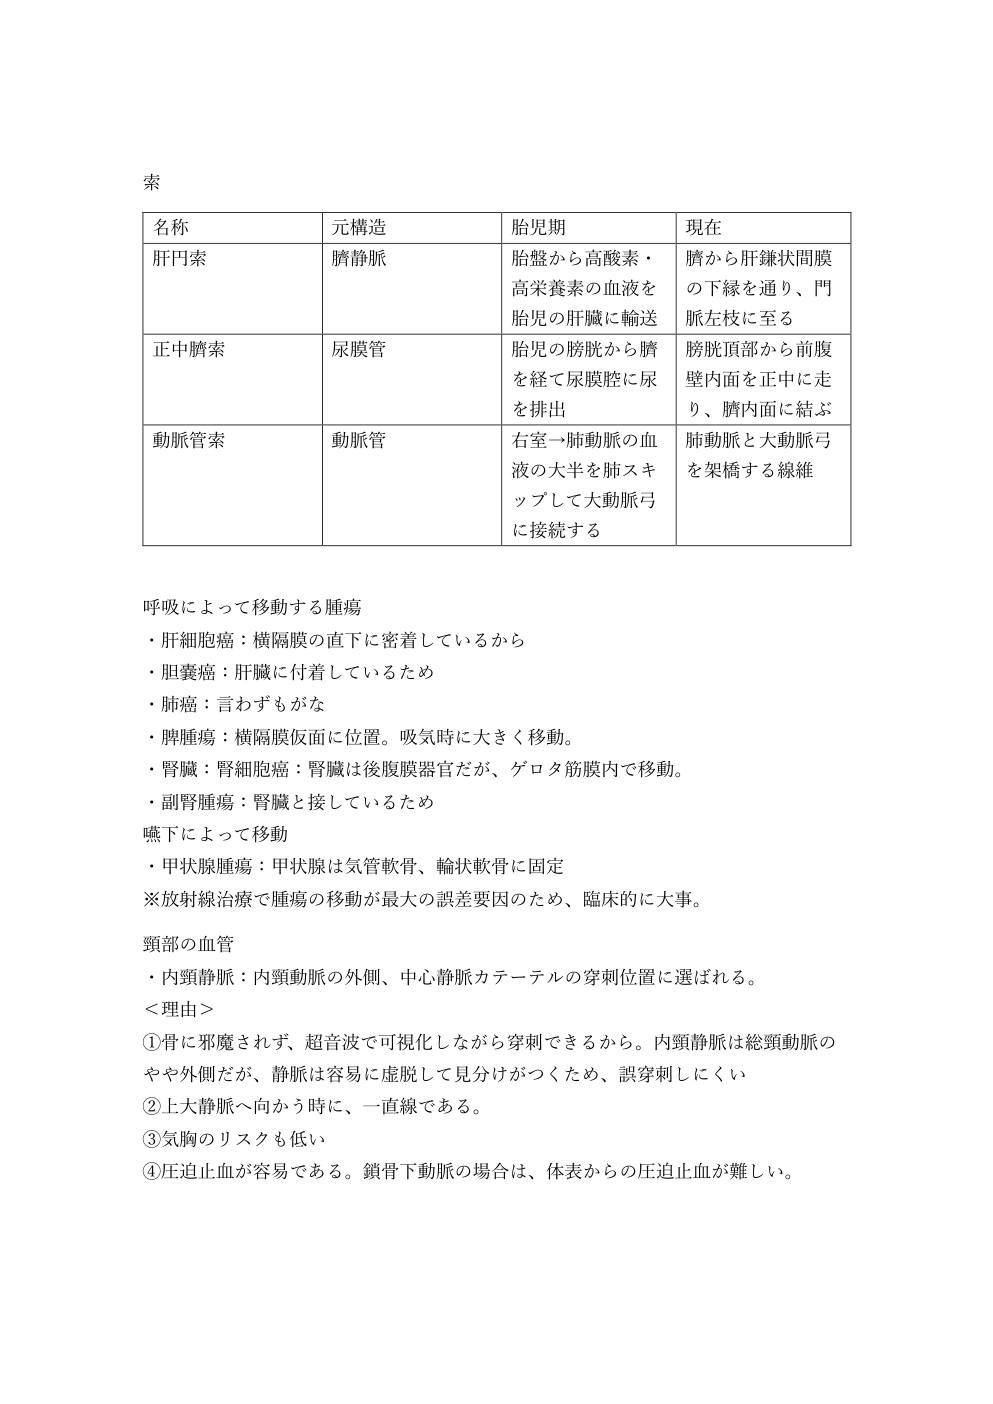 索
名称 元構造 胎児期 現在
肝円索 臍静脈 胎盤から高酸素・ 臍から肝鎌状間膜
高栄養素の血液を の下縁を通り、門
胎児の肝臓に輸送 脈左枝に至る
正中臍索 尿膜管 胎児の膀胱から臍 膀胱頂部から前腹
を経て尿膜腔に尿 壁内面を正中に走
を排出 り、臍内面に結ぶ
動脈管索 動脈管 右室→肺動脈の血 肺動脈と大動脈弓
液の大半を肺スキ を架橋する線維
ップして大動脈弓
に接続する
呼吸によって移動する腫瘍
・肝細胞癌：横隔膜の直下に密着しているから
・胆嚢癌：肝臓に付着しているため
・肺癌：言わずもがな
・脾腫瘍：横隔膜仮面に位置。吸気時に大きく移動。
・腎臓：腎細胞癌：腎臓は後腹膜器官だが、ゲロタ筋膜内で移動。
・副腎腫瘍：腎臓と接しているため
嚥下によって移動
・甲状腺腫瘍：甲状腺は気管軟骨、輪状軟骨に固定
※放射線治療で腫瘍の移動が最大の誤差要因のため、臨床的に大事。
頸部の血管
・内頸静脈：内頸動脈の外側、中心静脈カテーテルの穿刺位置に選ばれる。
＜理由＞
①骨に邪魔されず、超音波で可視化しながら穿刺できるから。内頸静脈は総頸動脈の
やや外側だが、静脈は容易に虚脱して見分けがつくため、誤穿刺しにくい
②上大静脈へ向かう時に、一直線である。
③気胸のリスクも低い
④圧迫止血が容易である。鎖骨下動脈の場合は、体表からの圧迫止血が難しい。